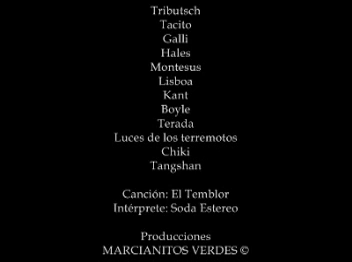 Tributsch
Tacito
Galli
Hales
Montesus
Lisboa
Kant
Boyle
Terada
Luces de los terremotos
Chiki
Tangshan
Canción: El Temblor
Intérprete: Soda Estereo
Producciones
MARCIANITOS VERDES ©